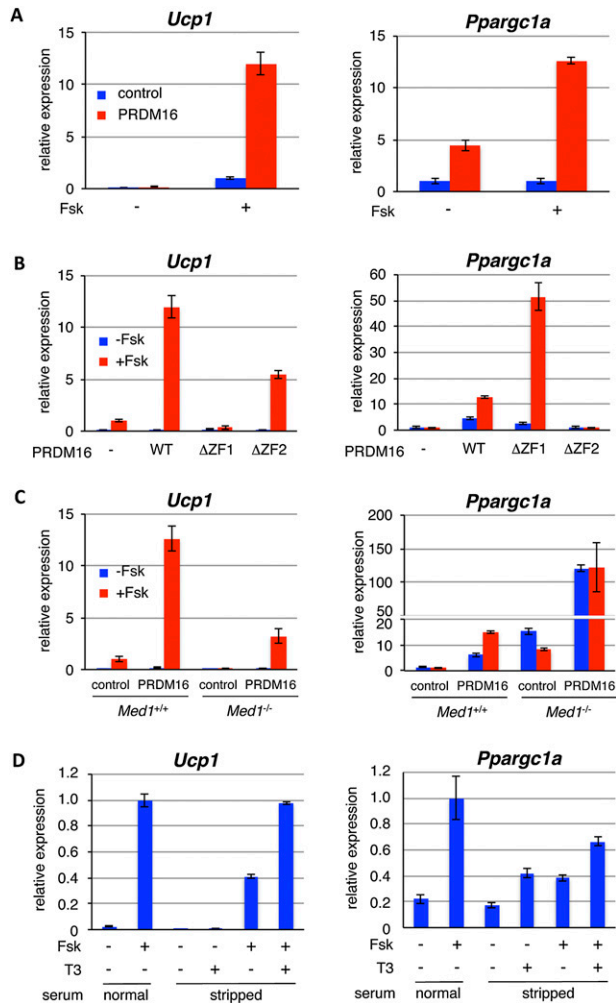 A
Ucp1
Ppargc1a
relative expression
15
10
5
0
control
PRDM16
Fsk
-
+
relative expression
15
10
5
0
Fsk
-
+
B
Ucp1
Ppargc1a
relative expression
15
10
5
0
-Fsk
+Fsk
PRDM16
-
WT
ΔZF1
ΔZF2
relative expression
60
50
40
30
20
10
0
PRDM16
-
WT
ΔZF1
ΔZF2
C
Ucp1
Ppargc1a
relative expression
15
10
5
0
-Fsk
+Fsk
control PRDM16 control PRDM16
Med1+/+ Med1-/-
relative expression
200
150
100
50
20
10
0
control PRDM16 control PRDM16
Med1+/+ Med1-/-
D
Ucp1
Ppargc1a
relative expression
1.2
1.0
0.8
0.6
0.4
0.2
0
Fsk - + - - + +
T3 - - - + - +
serum normal stripped
relative expression
1.2
1.0
0.8
0.6
0.4
0.2
0
Fsk - + - - + +
T3 - - - + - +
serum normal stripped